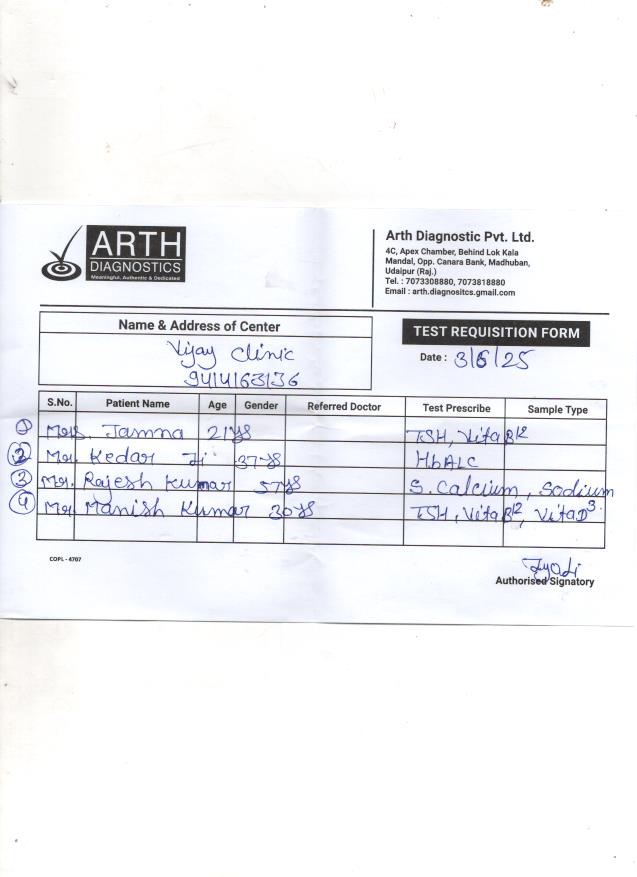 ARTH
DIAGNOSTICS
Meaningful, Authentic & Dedicated
Arth Diagnostic Pvt. Ltd.
4C, Apex Chamber, Behind Lok Kala
Mandal, Opp. Canara Bank, Madhuban,
Udaipur (Raj.)
Tel. : 7073308880, 7073818880
Email : arth.diagnositcs.gmail.com
Name & Address of Center
Vijay Clinic
9414163136
TEST REQUISITION FORM
Date : 3/6/25
S.No. Patient Name Age Gender Referred Doctor Test Prescribe Sample Type
1 Mrs. Jamna 21 ys TSH, Vita B12
2 Mr. Kedar Ji 37 ys HbA1C
3 Mr. Rajesh Kumar 57 ys S. Calcium, Sodium
4 Mr Manish Kumar 30 ys TSH, Vita B12, Vita D3
COPL - 4707
Jyoti
Authorised Signatory